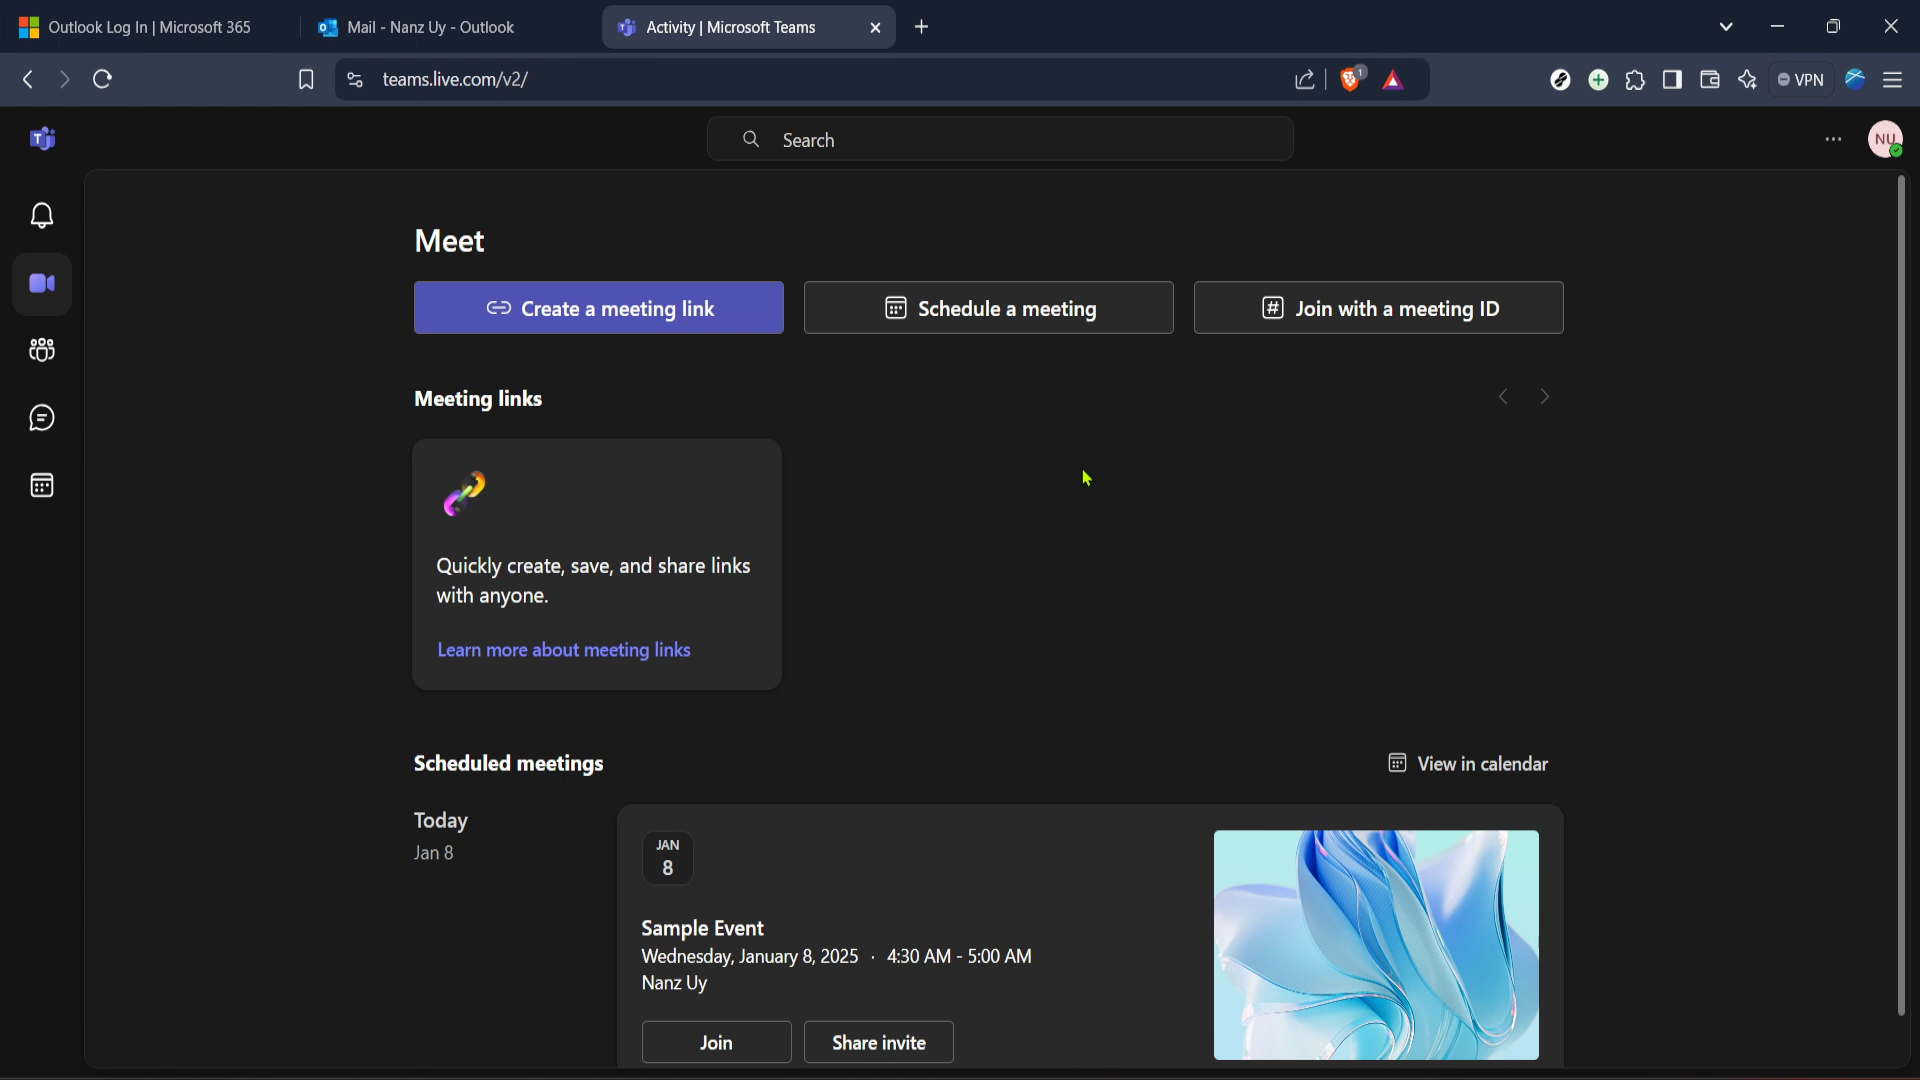 Outlook Log In | Microsoft 365
Mail - Nanz Uy - Outlook
Activity | Microsoft Teams
teams.live.com/v2/
1
VPN
T
Search
NU
Meet
Create a meeting link
Schedule a meeting
# Join with a meeting ID
Meeting links
Quickly create, save, and share links
with anyone.
Learn more about meeting links
Scheduled meetings
View in calendar
Today
Jan 8
JAN
8
Sample Event
Wednesday, January 8, 2025 · 4:30 AM - 5:00 AM
Nanz Uy
Join
Share invite